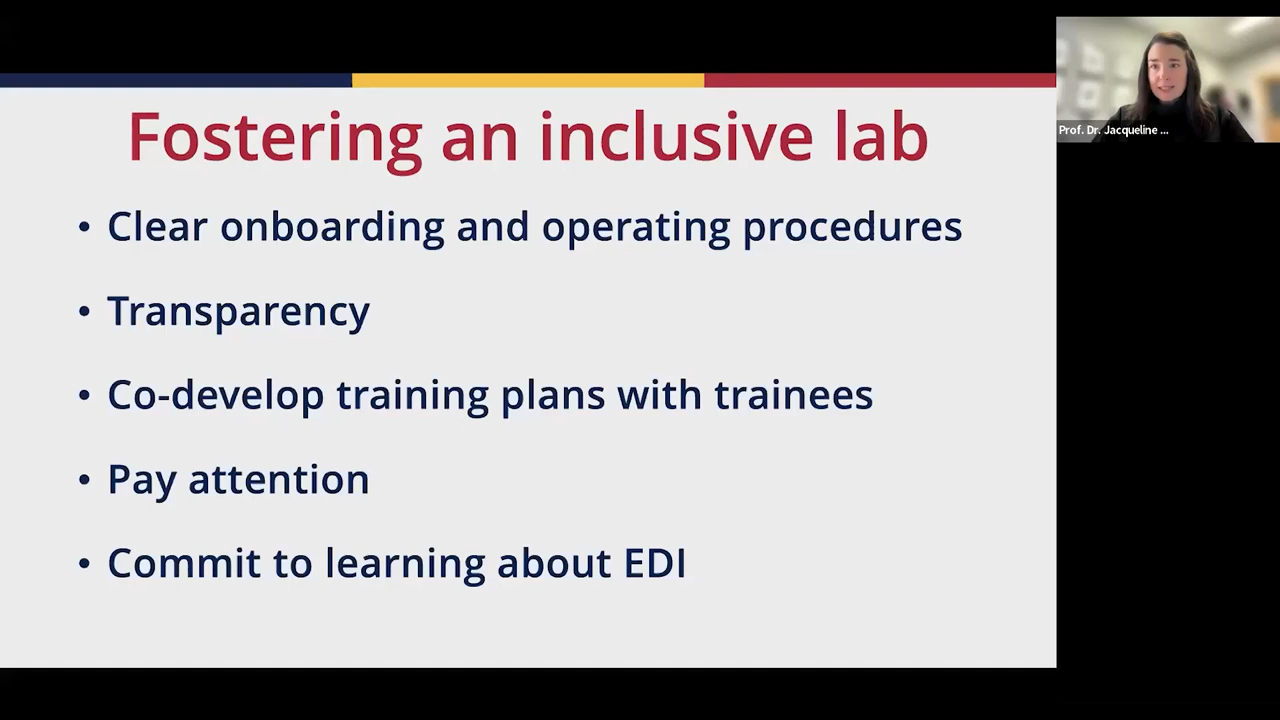 Fostering an inclusive lab
• Clear onboarding and operating procedures
• Transparency
• Co-develop training plans with trainees
• Pay attention
• Commit to learning about EDI
Prof. Dr. Jacqueline ...